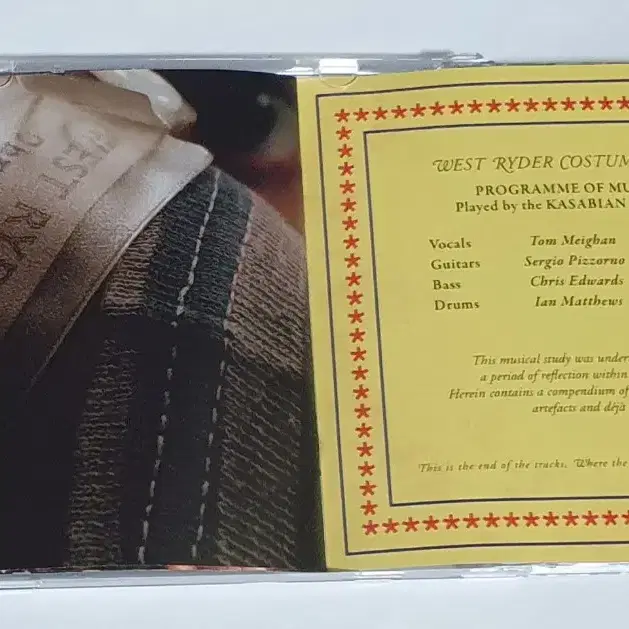 WEST
RYD
WEST RYDER COSTUM
PROGRAMME OF MU
Played by the KASABIAN
Vocals Tom Meighan
Guitars Sergio Pizzorno
Bass Chris Edwards
Drums Ian Matthews
This musical study was under
a period of reflection within
Herein contains a compendium of
artefacts and déjà
This is the end of the tracks. Where the